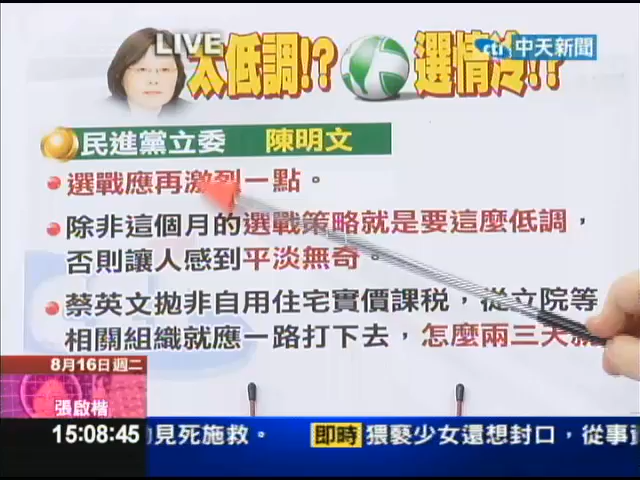 LIVE
太低調!? 選情冷!?
cti 中天新聞
民進黨立委 陳明文
選戰應再激烈一點。
除非這個月的選戰策略就是要這麼低調，
否則讓人感到平淡無奇。
蔡英文拋非自用住宅實價課稅，從立院等
相關組織就應一路打下去，怎麼兩三天
8月16日週二
張啟楷
15:08:45
見死施救。 即時 猥褻少女還想封口，從事